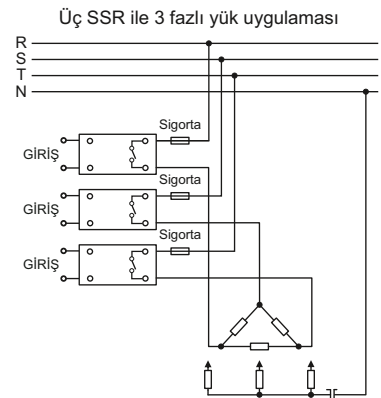 Üç SSR ile 3 fazlı yük uygulaması
R
S
T
N
Sigorta
GİRİŞ
Sigorta
GİRİŞ
Sigorta
GİRİŞ